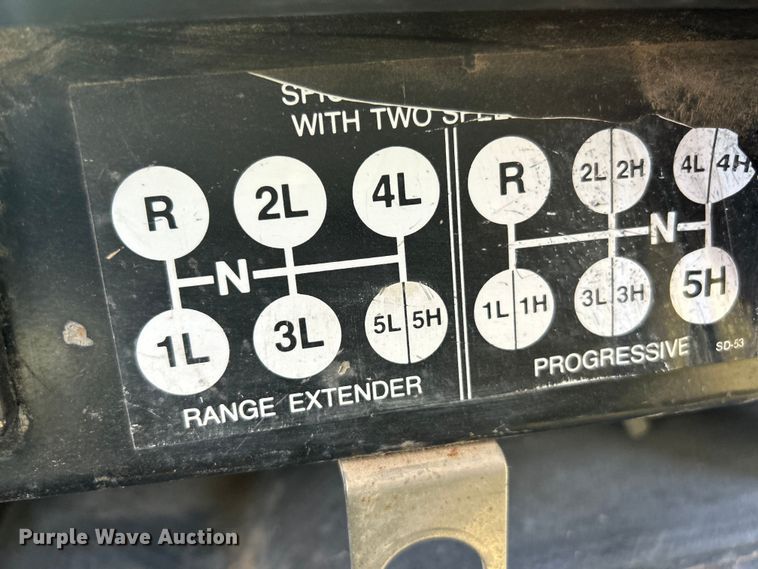 WITH TWO
R 2L 4L
N
1L 3L 5L 5H
RANGE EXTENDER
R 2L 2H 4L 4H
N
1L 1H 3L 3H 5H
PROGRESSIVE SD-53
Purple Wave Auction